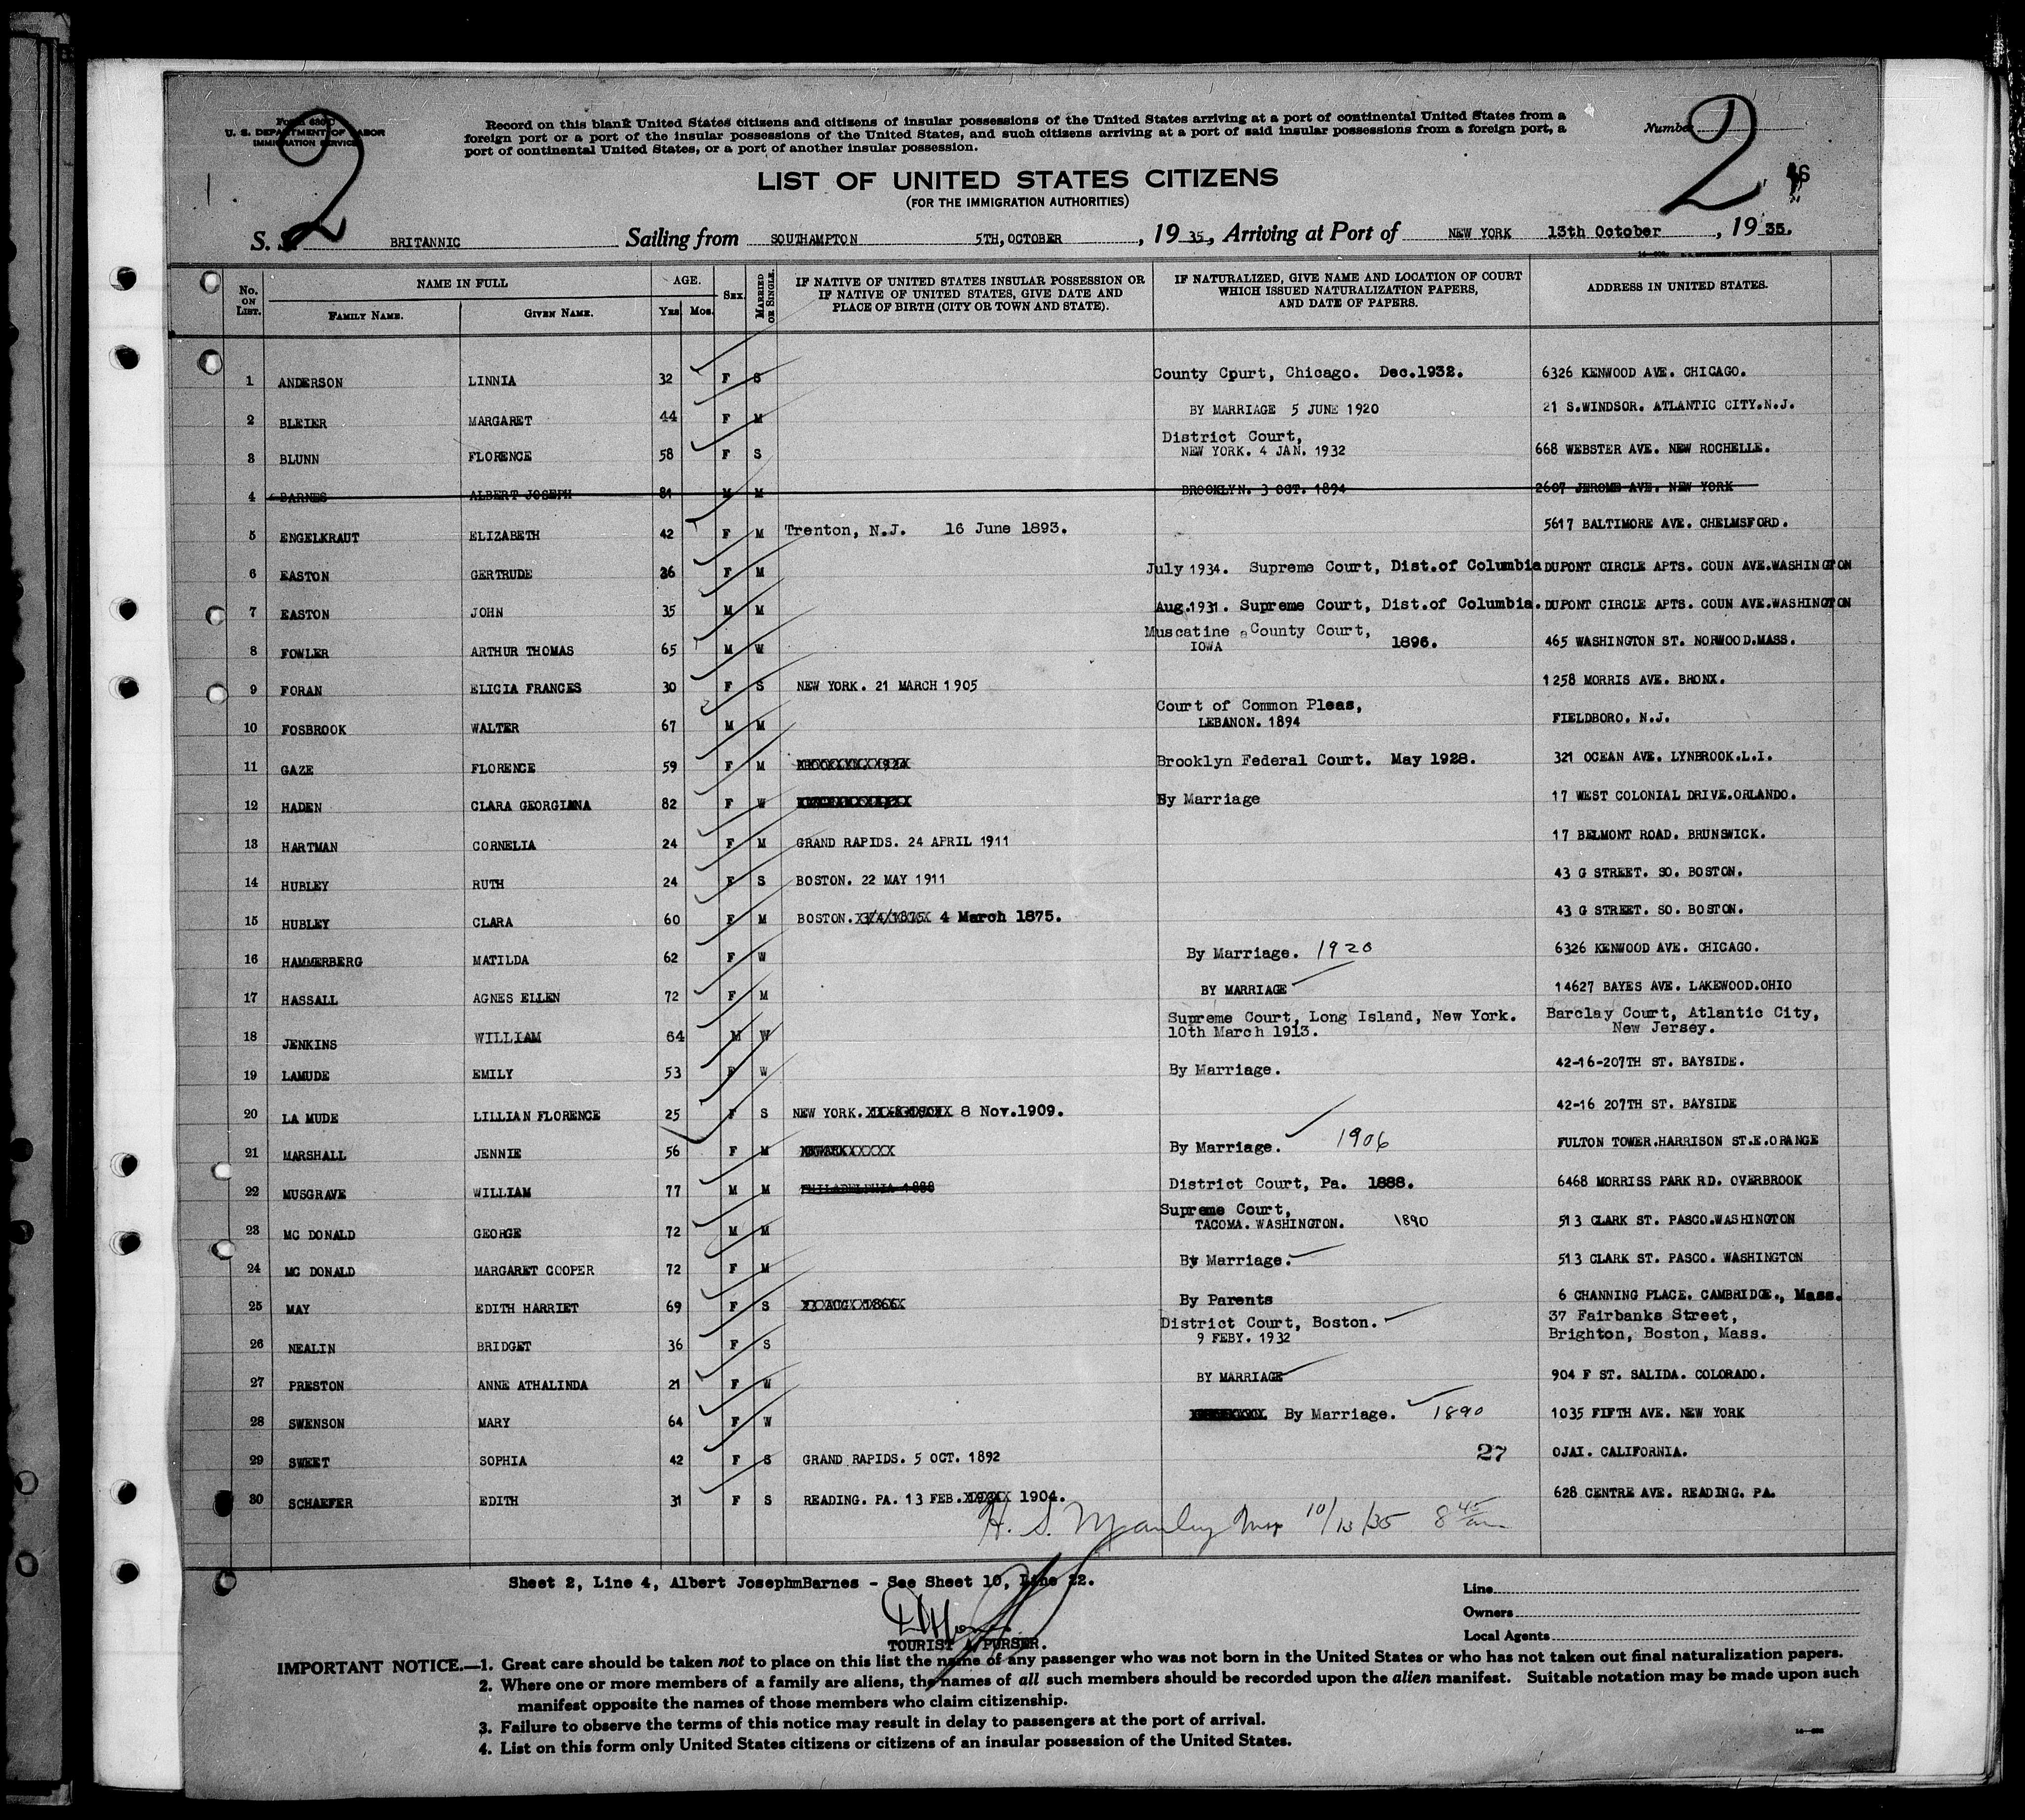 Form 630 D
U. S. DEPARTMENT OF LABOR
IMMIGRATION SERVICE
2
Record on this blank United States citizens and citizens of insular possessions of the United States arriving at a port of continental United States from a
foreign port or a port of the insular possessions of the United States, and such citizens arriving at a port of said insular possessions from a foreign port, a
port of continental United States, or a port of another insular possession.
Number
2
LIST OF UNITED STATES CITIZENS
(FOR THE IMMIGRATION AUTHORITIES)
S. S. BRITANNIC Sailing from SOUTHAMPTON 5TH, OCTOBER , 19 35, Arriving at Port of NEW YORK 13th October , 19 35.
No. ON LIST. NAME IN FULL FAMILY NAME. GIVEN NAME. AGE. YRS. MOS. SEX. MARRIED OR SINGLE. IF NATIVE OF UNITED STATES INSULAR POSSESSION OR IF NATIVE OF UNITED STATES, GIVE DATE AND PLACE OF BIRTH (CITY OR TOWN AND STATE). IF NATURALIZED, GIVE NAME AND LOCATION OF COURT WHICH ISSUED NATURALIZATION PAPERS, AND DATE OF PAPERS. ADDRESS IN UNITED STATES.
1 ANDERSON LINNIA 32 F S County Court, Chicago. Dec.1932. 6326 KENWOOD AVE. CHICAGO.
2 BLEIER MARGARET 44 F M BY MARRIAGE 5 JUNE 1920 21 S.WINDSOR. ATLANTIC CITY.N.J.
3 BLUNN FLORENCE 58 F S District Court, NEW YORK. 4 JAN. 1932 668 WEBSTER AVE. NEW ROCHELLE.
4 BARNES ALBERT JOSEPH 81 M M BROOKLYN. 3 OCT. 1894 2607 JEROME AVE. NEW YORK
5 ENGELKRAUT ELIZABETH 42 F M Trenton, N.J. 16 June 1893. 5617 BALTIMORE AVE. CHELMSFORD.
6 EASTON GERTRUDE 36 F M July 1934. Supreme Court, Dist.of Columbia DUPONT CIRCLE APTS. COUN AVE.WASHINGTON
7 EASTON JOHN 35 M M Aug.1931. Supreme Court, Dist.of Columbia. DUPONT CIRCLE APTS. COUN AVE.WASHINGTON
8 FOWLER ARTHUR THOMAS 65 M W Muscatine County Court, IOWA 1896. 465 WASHINGTON ST. NORWOOD.MASS.
9 FORAN ELICIA FRANCES 30 F S NEW YORK. 21 MARCH 1905 1258 MORRIS AVE. BRONX.
10 FOSBROOK WALTER 67 M M Court of Common Pleas, LEBANON. 1894 FIELDBORO. N.J.
11 GAZE FLORENCE 59 F M Brooklyn Federal Court. May 1928. 321 OCEAN AVE. LYNBROOK.L.I.
12 HADEN CLARA GEORGIANA 82 F W By Marriage 17 WEST COLONIAL DRIVE.ORLANDO.
13 HARTMAN CORNELIA 24 F M GRAND RAPIDS. 24 APRIL 1911 17 BELMONT ROAD. BRUNSWICK.
14 HUBLEY RUTH 24 F S BOSTON. 22 MAY 1911 43 G STREET. SO. BOSTON.
15 HUBLEY CLARA 60 F M BOSTON. 4 March 1875. 43 G STREET. SO. BOSTON.
16 HAMMERBERG MATILDA 62 F W By Marriage. 1920 6326 KENWOOD AVE. CHICAGO.
17 HASSALL AGNES ELLEN 72 F M BY MARRIAGE 14627 BAYES AVE. LAKEWOOD.OHIO
18 JENKINS WILLIAM 64 M W Supreme Court, Long Island, New York. 10th March 1913. Barclay Court, Atlantic City, New Jersey.
19 LAMUDE EMILY 53 F W By Marriage. 42-16-207TH ST. BAYSIDE.
20 LA MUDE LILLIAN FLORENCE 25 F S NEW YORK. 8 Nov.1909. 42-16 207TH ST. BAYSIDE
21 MARSHALL JENNIE 56 F M By Marriage. 1906 FULTON TOWER.HARRISON ST.E.ORANGE
22 MUSGRAVE WILLIAM 77 M M PHILADELPHIA 1888 District Court, Pa. 1888. 6468 MORRISS PARK RD. OVERBROOK
23 MC DONALD GEORGE 72 M M Supreme Court, TACOMA. WASHINGTON. 1890 513 CLARK ST. PASCO.WASHINGTON
24 MC DONALD MARGARET COOPER 72 F M By Marriage. 513 CLARK ST. PASCO. WASHINGTON
25 MAY EDITH HARRIET 69 F S By Parents 6 CHANNING PLACE. CAMBRIDGE., Mass.
26 NEALIN BRIDGET 36 F S District Court, Boston. 9 FEBY. 1932 37 Fairbanks Street, Brighton, Boston, Mass.
27 PRESTON ANNE ATHALINDA 21 F W BY MARRIAGE 904 F ST. SALIDA. COLORADO.
28 SWENSON MARY 64 F W By Marriage. 1890 1035 FIFTH AVE. NEW YORK
29 SWEET SOPHIA 42 F S GRAND RAPIDS. 5 OCT. 1892 27 OJAI. CALIFORNIA.
30 SCHAEFER EDITH 31 F S READING. PA. 13 FEB. 1904. 628 CENTRE AVE. READING. PA.
H. S. Manley 10/13/35 8 45 am
Sheet 2, Line 4, Albert JosephmBarnes - See Sheet 10, Line 22.
TOURIST A/PURSER.
Line
Owners
Local Agents
IMPORTANT NOTICE.—1. Great care should be taken not to place on this list the name of any passenger who was not born in the United States or who has not taken out final naturalization papers.
2. Where one or more members of a family are aliens, the names of all such members should be recorded upon the alien manifest. Suitable notation may be made upon such
manifest opposite the names of those members who claim citizenship.
3. Failure to observe the terms of this notice may result in delay to passengers at the port of arrival.
4. List on this form only United States citizens or citizens of an insular possession of the United States.